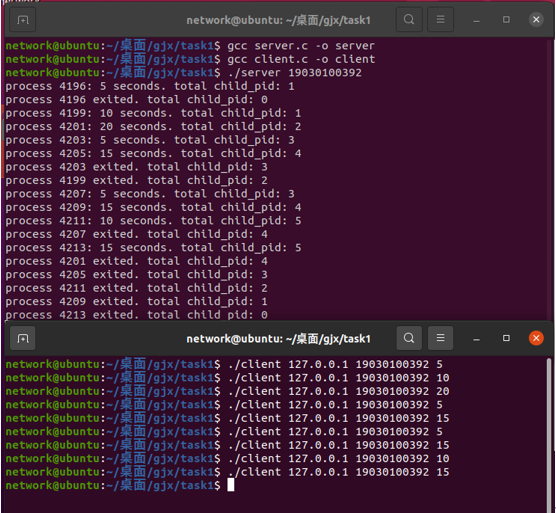 network@ubuntu: ~/桌面/gjx/task1
network@ubuntu:~/桌面/gjx/task1$ gcc server.c -o server
network@ubuntu:~/桌面/gjx/task1$ gcc client.c -o client
network@ubuntu:~/桌面/gjx/task1$ ./server 19030100392
process 4196: 5 seconds. total child_pid: 1
process 4196 exited. total child_pid: 0
process 4199: 10 seconds. total child_pid: 1
process 4201: 20 seconds. total child_pid: 2
process 4203: 5 seconds. total child_pid: 3
process 4205: 15 seconds. total child_pid: 4
process 4203 exited. total child_pid: 3
process 4199 exited. total child_pid: 2
process 4207: 5 seconds. total child_pid: 3
process 4209: 15 seconds. total child_pid: 4
process 4211: 10 seconds. total child_pid: 5
process 4207 exited. total child_pid: 4
process 4213: 15 seconds. total child_pid: 5
process 4201 exited. total child_pid: 4
process 4205 exited. total child_pid: 3
process 4211 exited. total child_pid: 2
process 4209 exited. total child_pid: 1
process 4213 exited. total child_pid: 0
network@ubuntu: ~/桌面/gjx/task1
network@ubuntu:~/桌面/gjx/task1$ ./client 127.0.0.1 19030100392 5
network@ubuntu:~/桌面/gjx/task1$ ./client 127.0.0.1 19030100392 10
network@ubuntu:~/桌面/gjx/task1$ ./client 127.0.0.1 19030100392 20
network@ubuntu:~/桌面/gjx/task1$ ./client 127.0.0.1 19030100392 5
network@ubuntu:~/桌面/gjx/task1$ ./client 127.0.0.1 19030100392 15
network@ubuntu:~/桌面/gjx/task1$ ./client 127.0.0.1 19030100392 5
network@ubuntu:~/桌面/gjx/task1$ ./client 127.0.0.1 19030100392 15
network@ubuntu:~/桌面/gjx/task1$ ./client 127.0.0.1 19030100392 10
network@ubuntu:~/桌面/gjx/task1$ ./client 127.0.0.1 19030100392 15
network@ubuntu:~/桌面/gjx/task1$